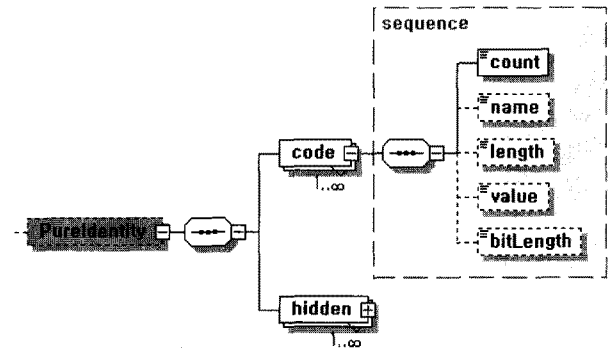 sequence
count
name
length
value
bitLength
code
1..∞
PureIdentity
hidden
1..∞